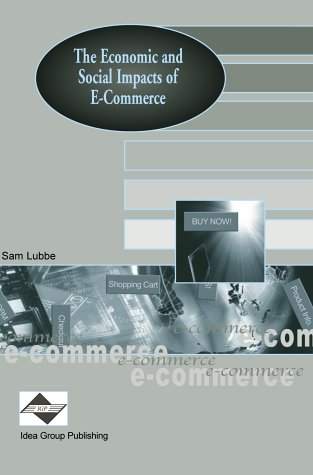 The Economic and
Social Impacts of
E-Commerce
BUY NOW!
Sam Lubbe
Shopping Cart
Product Info
Checkout
e-commerce
e-com
e-commerce
e-commerce
e-commerce
e-commerce
IGP
Idea Group Publishing